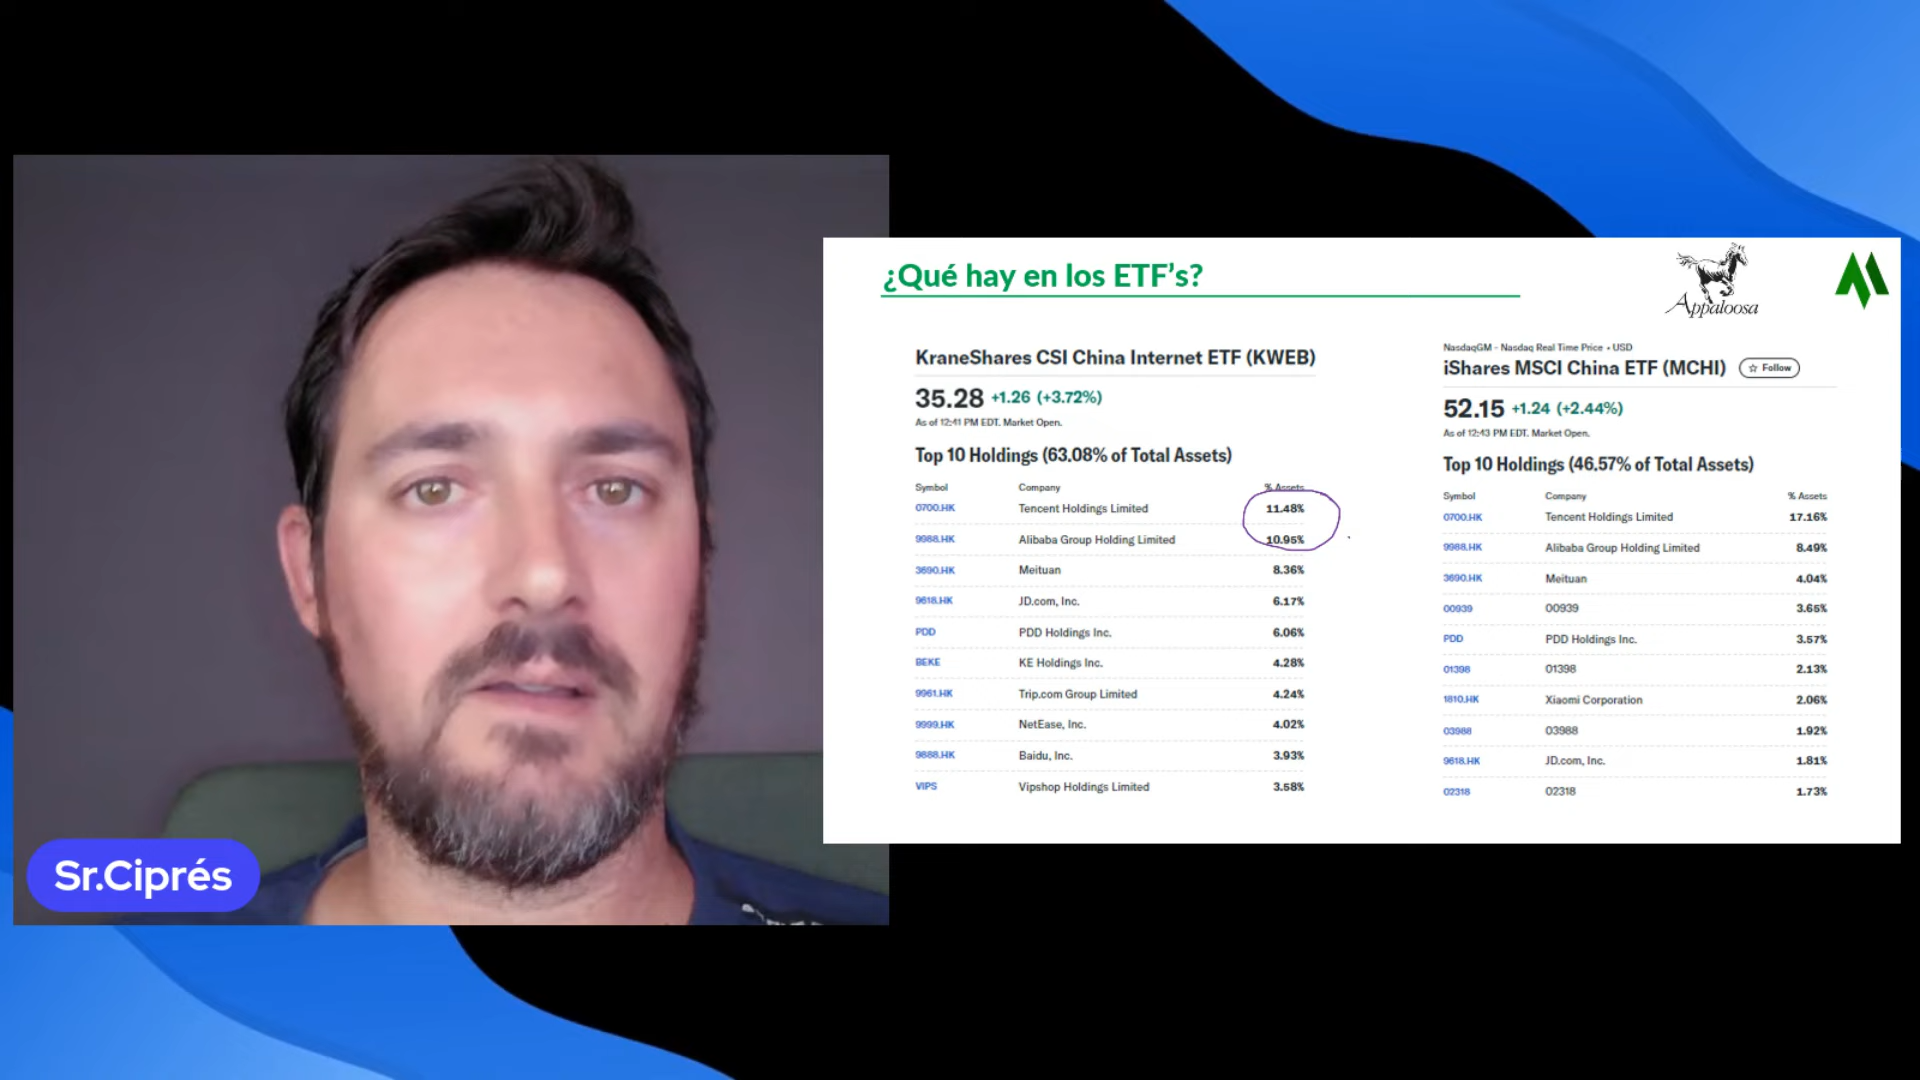 ¿Qué hay en los ETF's?
Appaloosa
KraneShares CSI China Internet ETF (KWEB)
35.28 +1.26 (+3.72%)
As of 12:41 PM EDT. Market Open.
Top 10 Holdings (63.08% of Total Assets)
Symbol Company % Assets
0700.HK Tencent Holdings Limited 11.48%
9988.HK Alibaba Group Holding Limited 10.95%
3690.HK Meituan 8.36%
9618.HK JD.com, Inc. 6.17%
PDD PDD Holdings Inc. 6.06%
BEKE KE Holdings Inc. 4.28%
9961.HK Trip.com Group Limited 4.24%
9999.HK NetEase, Inc. 4.02%
9888.HK Baidu, Inc. 3.93%
VIPS Vipshop Holdings Limited 3.58%
NasdaqGM - Nasdaq Real Time Price • USD
iShares MSCI China ETF (MCHI) ☆ Follow
52.15 +1.24 (+2.44%)
As of 12:43 PM EDT. Market Open.
Top 10 Holdings (46.57% of Total Assets)
Symbol Company % Assets
0700.HK Tencent Holdings Limited 17.16%
9988.HK Alibaba Group Holding Limited 8.49%
3690.HK Meituan 4.04%
00939 00939 3.65%
PDD PDD Holdings Inc. 3.57%
01398 01398 2.13%
1810.HK Xiaomi Corporation 2.06%
03988 03988 1.92%
9618.HK JD.com, Inc. 1.81%
02318 02318 1.73%
Sr.Ciprés